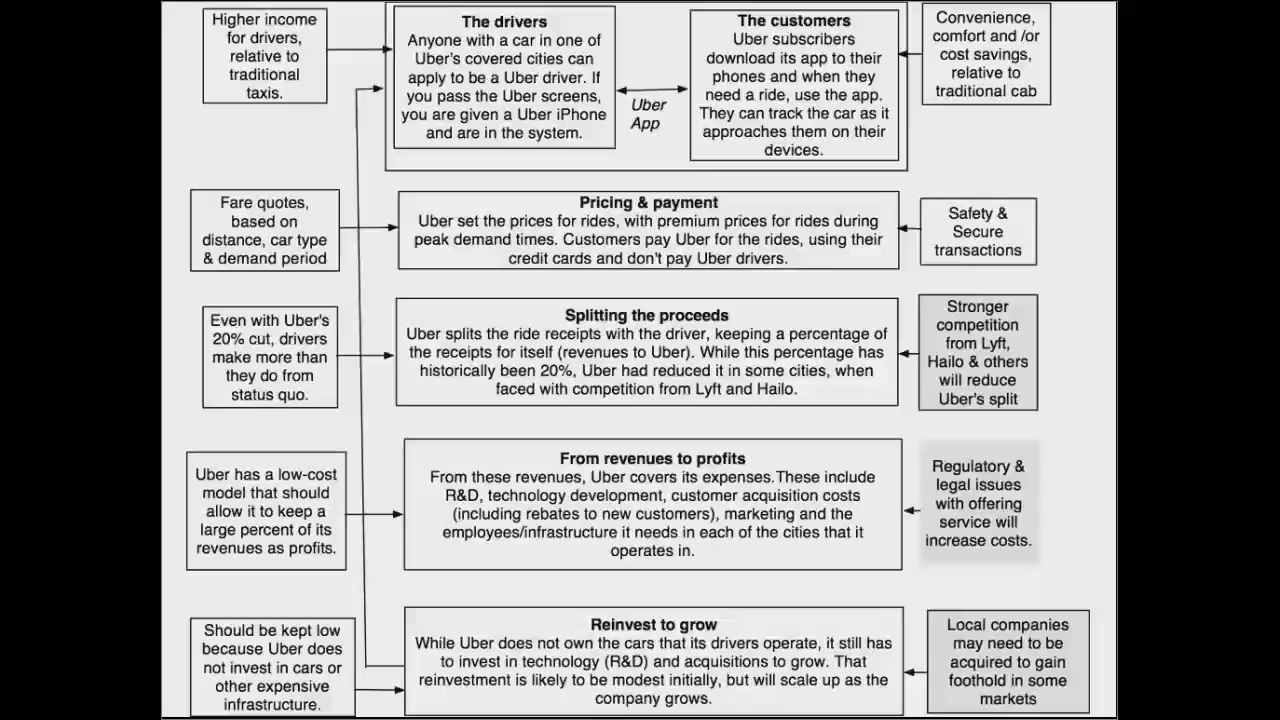 Higher income
for drivers,
relative to
traditional
taxis.
The drivers
Anyone with a car in one of
Uber's covered cities can
apply to be a Uber driver. If
you pass the Uber screens,
you are given a Uber iPhone
and are in the system.
Uber
App
The customers
Uber subscribers
download its app to their
phones and when they
need a ride, use the app.
They can track the car as it
approaches them on their
devices.
Convenience,
comfort and /or
cost savings,
relative to
traditional cab
Fare quotes,
based on
distance, car type
& demand period
Pricing & payment
Uber set the prices for rides, with premium prices for rides during
peak demand times. Customers pay Uber for the rides, using their
credit cards and don't pay Uber drivers.
Safety &
Secure
transactions
Even with Uber's
20% cut, drivers
make more than
they do from
status quo.
Splitting the proceeds
Uber splits the ride receipts with the driver, keeping a percentage of
the receipts for itself (revenues to Uber). While this percentage has
historically been 20%, Uber had reduced it in some cities, when
faced with competition from Lyft and Hailo.
Stronger
competition
from Lyft,
Hailo & others
will reduce
Uber's split
Uber has a low-cost
model that should
allow it to keep a
large percent of its
revenues as profits.
From revenues to profits
From these revenues, Uber covers its expenses.These include
R&D, technology development, customer acquisition costs
(including rebates to new customers), marketing and the
employees/infrastructure it needs in each of the cities that it
operates in.
Regulatory &
legal issues
with offering
service will
increase costs.
Should be kept low
because Uber does
not invest in cars or
other expensive
infrastructure.
Reinvest to grow
While Uber does not own the cars that its drivers operate, it still has
to invest in technology (R&D) and acquisitions to grow. That
reinvestment is likely to be modest initially, but will scale up as the
company grows.
Local companies
may need to be
acquired to gain
foothold in some
markets